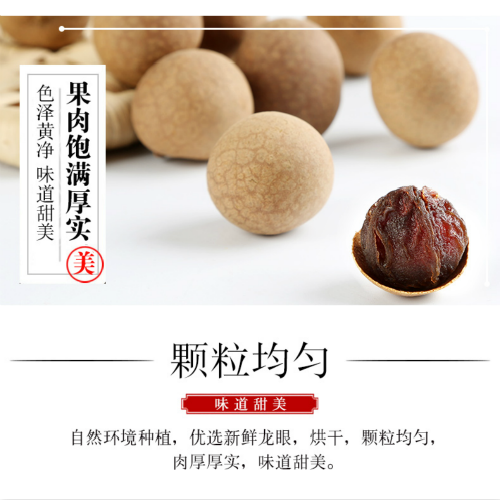 果肉饱满厚实
色泽黄净 味道甜美
美
颗粒均匀
味道甜美
自然环境种植，优选新鲜龙眼，烘干，颗粒均匀，
肉厚厚实，味道甜美。